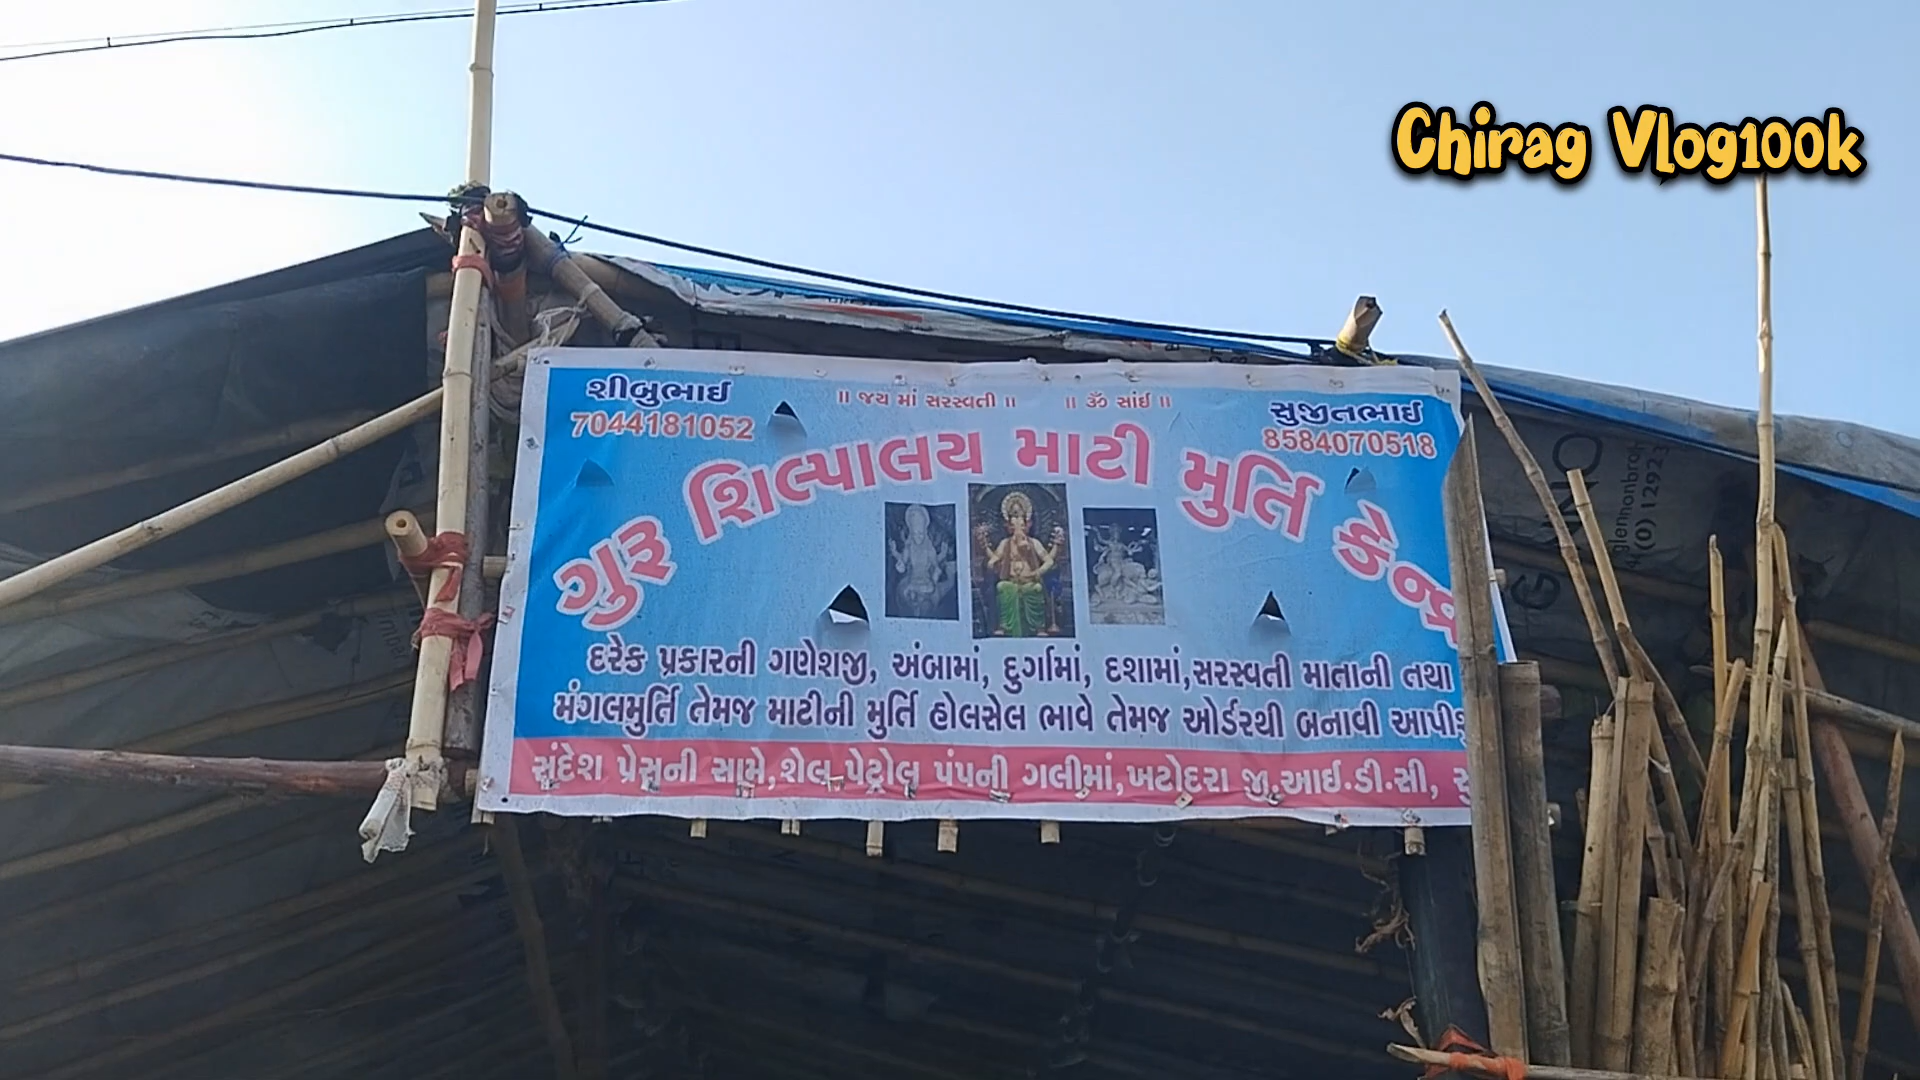 Chirag Vlog100k
શીબુભાઈ
7044181052
॥ જય માં સરસ્વતી ॥ ॥ ૐ સાંઈ ॥
સુજીતભાઈ
8584070518
ગુરૂ શિલ્પાલય માટી મુર્તિ કેન્દ્ર
દરેક પ્રકારની ગણેશજી, અંબામાં, દુર્ગામાં, દશામાં,સરસ્વતી માતાની તથા
મંગલમુર્તિ તેમજ માટીની મુર્તિ હોલસેલ ભાવે તેમજ ઓર્ડરથી બનાવી આપીશું
સંદેશ પ્રેસની સામે,શેલ પેટ્રોલ પંપની ગલીમાં,ખટોદરા જી.આઈ.ડી.સી,